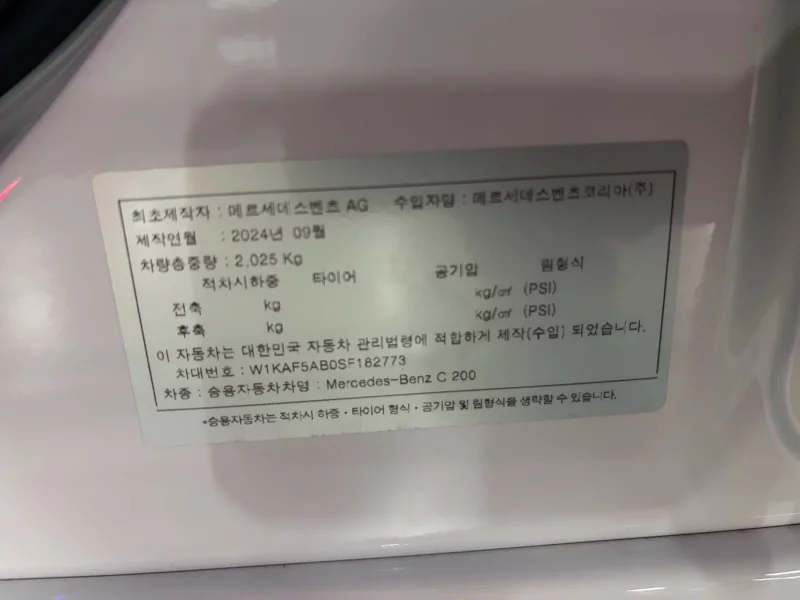 최초제작자 : 메르세데스벤츠 AG 수입자명 : 메르세데스벤츠코리아(주)
제작연월 : 2024년 09월
차량총중량 : 2,025 Kg
적차시하중 타이어 공기압 림형식
전축 kg kg/㎠ (PSI)
후축 kg kg/㎠ (PSI)
이 자동차는 대한민국 자동차 관리법령에 적합하게 제작(수입) 되었습니다.
차대번호 : W1KAF5AB0SF182773
차종 : 승용자동차차명 : Mercedes-Benz C 200
*승용자동차는 적차시 하중・타이어 형식・공기압 및 림형식을 생략할 수 있습니다.